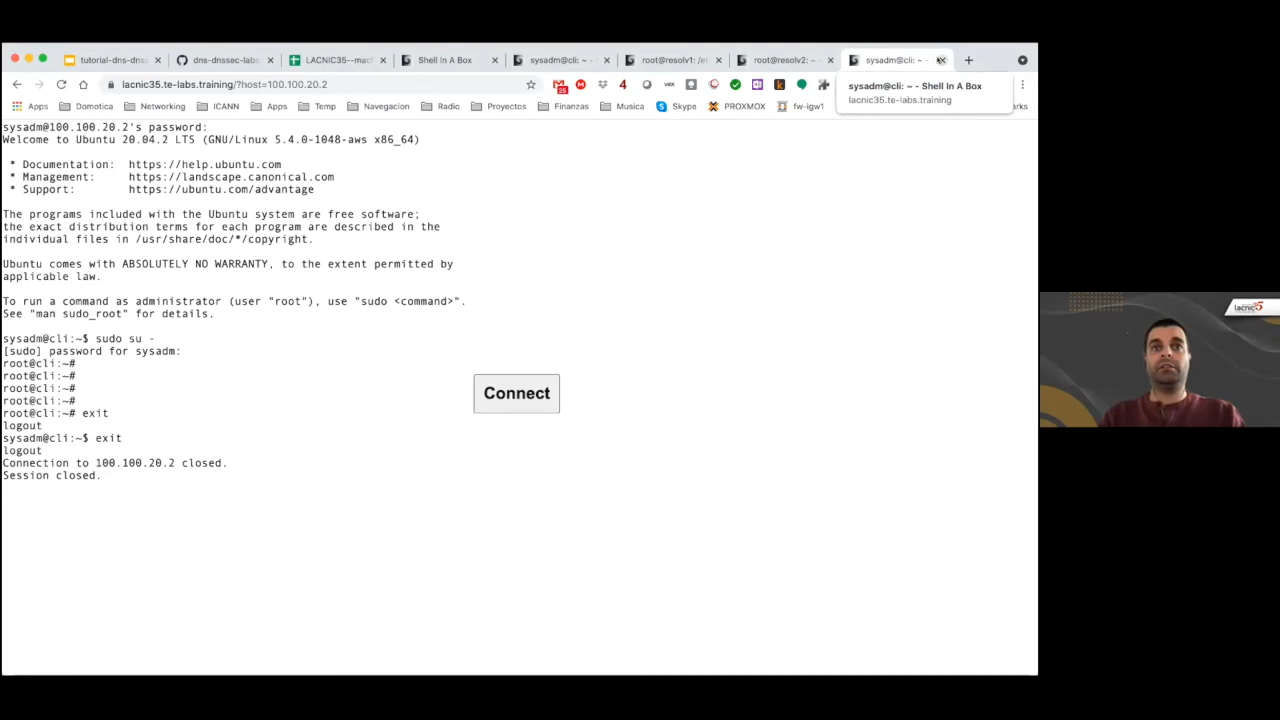 tutorial-dns-dns
dns-dnssec-labs
LACNIC35--mac
Shell In A Box
sysadm@cli: ~ -
root@resolv1: /e
root@resolv2: ~
sysadm@cli: ~ -
lacnic35.te-labs.training/?host=100.100.20.2
25
4
VRX
sysadm@cli: ~ - Shell In A Box
lacnic35.te-labs.training
Apps
Domotica
Networking
ICANN
Apps
Temp
Proyectos
Finanzas
Musica
Skype
PROXMOX
fw-igw1
arks
sysadm@100.100.20.2's password:
Welcome to Ubuntu 20.04.2 LTS (GNU/Linux 5.4.0-1048-aws x86_64)
* Documentation: https://help.ubuntu.com
* Management: https://landscape.canonical.com
* Support: https://ubuntu.com/advantage
The programs included with the Ubuntu system are free software;
the exact distribution terms for each program are described in the
individual files in /usr/share/doc/*/copyright.
Ubuntu comes with ABSOLUTELY NO WARRANTY, to the extent permitted by
applicable law.
To run a command as administrator (user "root"), use "sudo <command>".
See "man sudo_root" for details.
sysadm@cli:~$ sudo su -
[sudo] password for sysadm:
root@cli:~#
root@cli:~#
root@cli:~#
root@cli:~#
root@cli:~# exit
logout
sysadm@cli:~$ exit
logout
Connection to 100.100.20.2 closed.
Session closed.
Connect
lacnic35